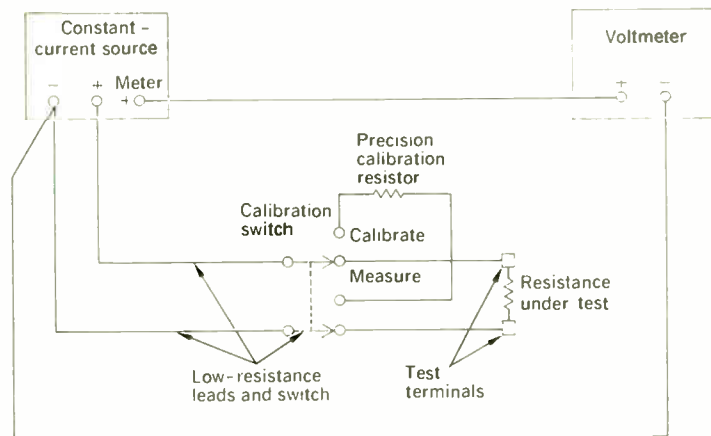 Constant-
current source
Voltmeter
- + Meter
+
+ -
Precision
calibration
resistor
Calibration
switch
Calibrate
Measure
Resistance
under test
Low-resistance
leads and switch
Test
terminals